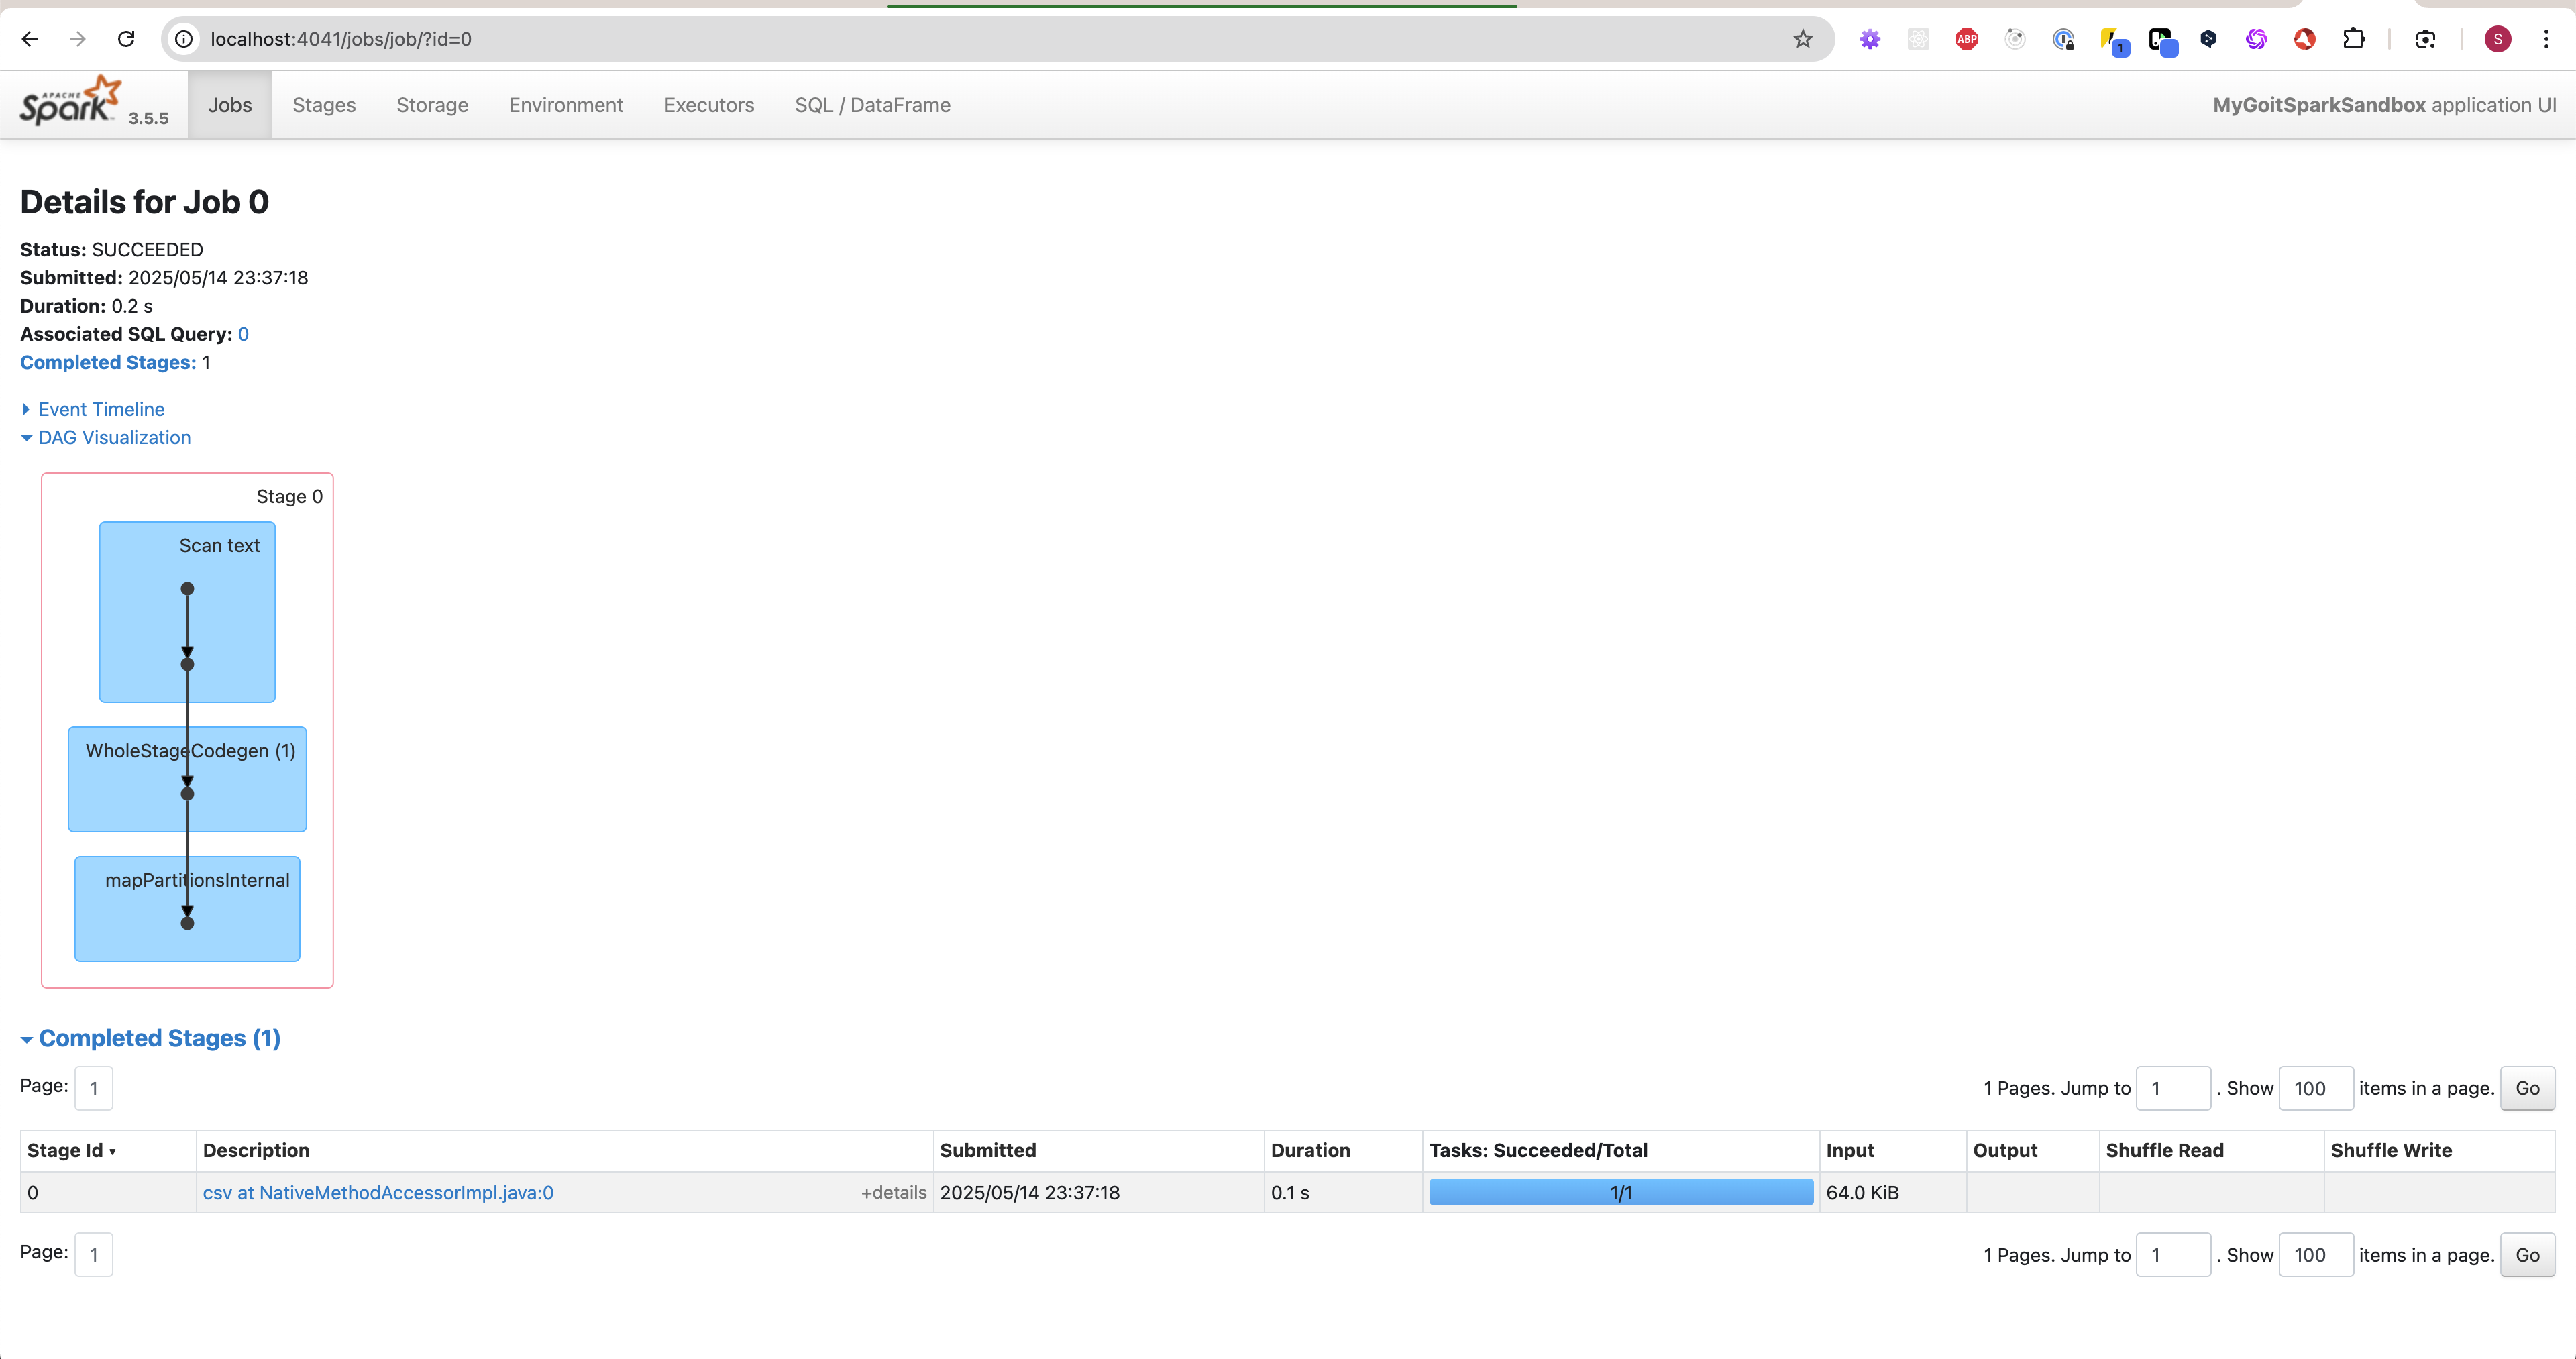 localhost:4041/jobs/job/?id=0
ABP
1
S
APACHE
Spark 3.5.5
Jobs
Stages
Storage
Environment
Executors
SQL / DataFrame
MyGoitSparkSandbox application UI
Details for Job 0
Status: SUCCEEDED
Submitted: 2025/05/14 23:37:18
Duration: 0.2 s
Associated SQL Query: 0
Completed Stages: 1
Event Timeline
DAG Visualization
Stage 0
Scan text
WholeStageCodegen (1)
mapPartitionsInternal
Completed Stages (1)
Page: 1
1 Pages. Jump to 1 . Show 100 items in a page. Go
Stage Id ▾ Description Submitted Duration Tasks: Succeeded/Total Input Output Shuffle Read Shuffle Write
0 csv at NativeMethodAccessorImpl.java:0 +details 2025/05/14 23:37:18 0.1 s 1/1 64.0 KiB
Page: 1
1 Pages. Jump to 1 . Show 100 items in a page. Go